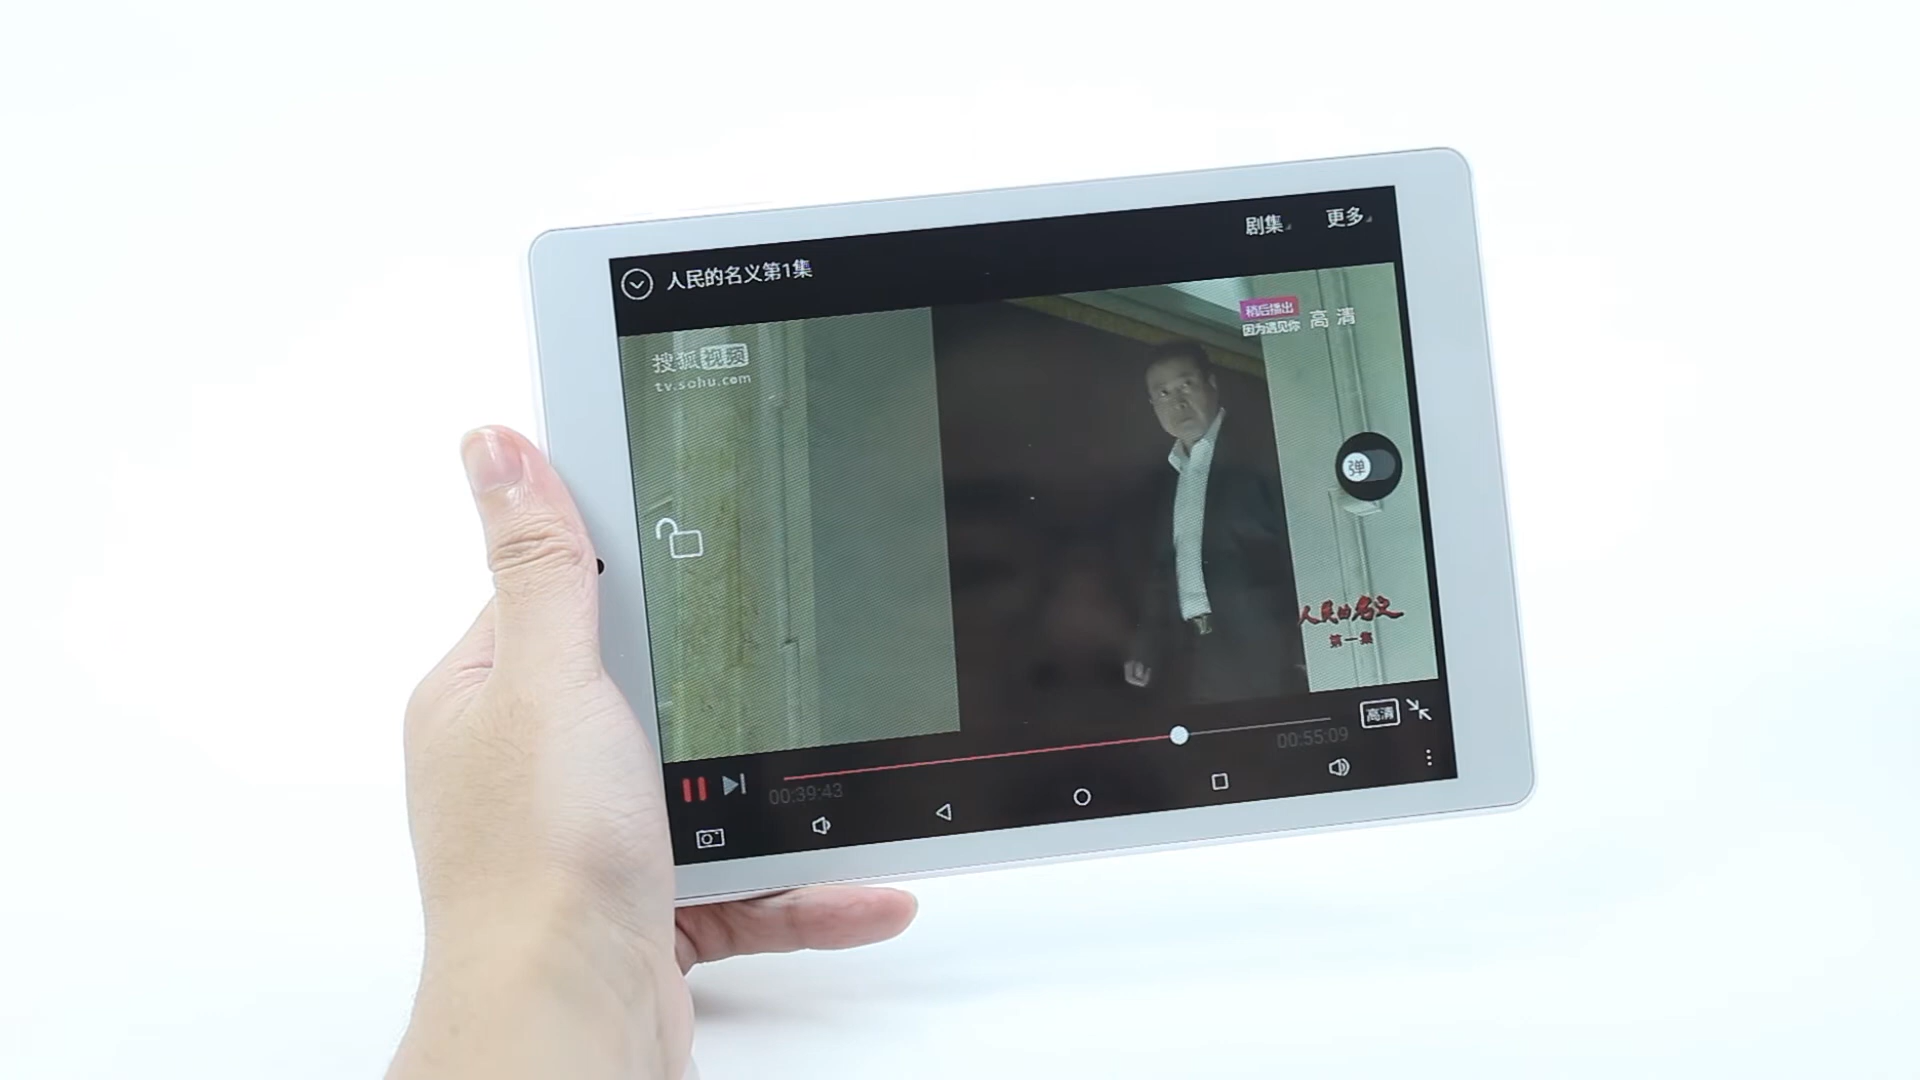 剧集
更多
人民的名义第1集
搜狐视频
tv.sohu.com
稍后播出
因为遇见你
高清
弹
人民的名义
第一集
高清
00:39:43
00:55:09